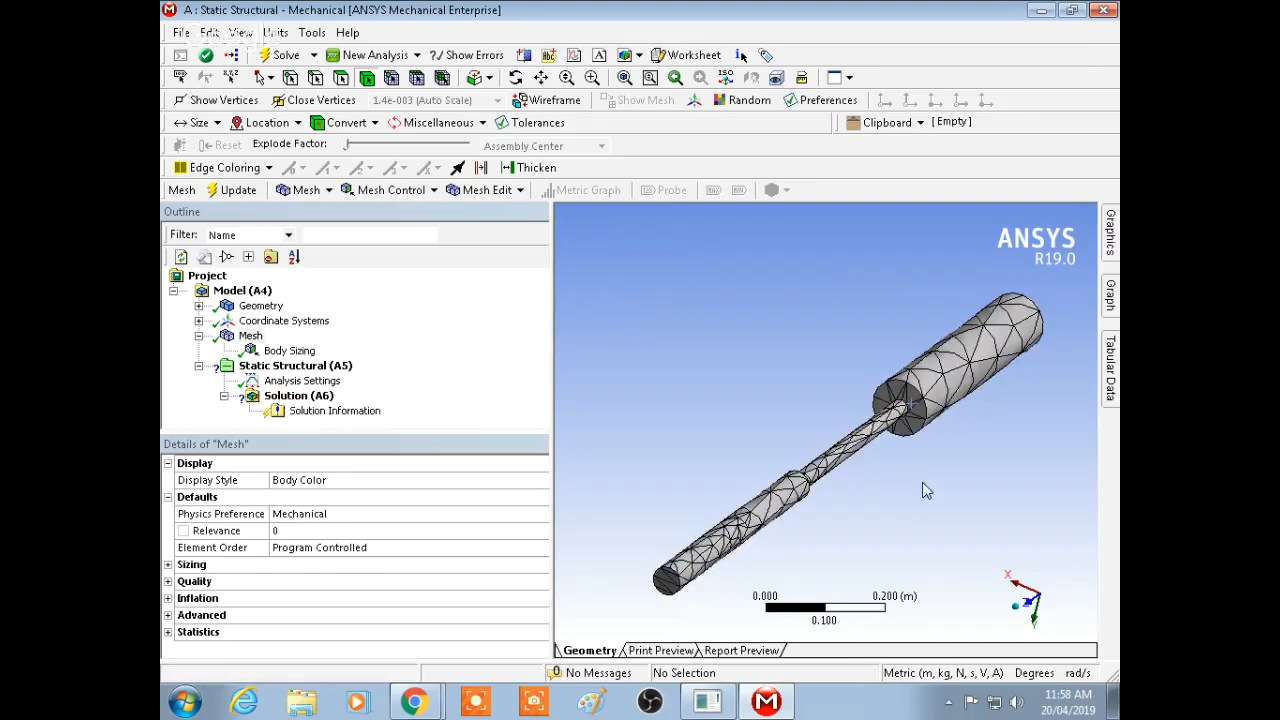 A : Static Structural - Mechanical [ANSYS Mechanical Enterprise]
File Edit View Units Tools Help
Solve New Analysis ?/ Show Errors Worksheet
Show Vertices Close Vertices 1.4e-003 (Auto Scale) Wireframe Show Mesh Random Preferences
Size Location Convert Miscellaneous Tolerances Clipboard [Empty]
Reset Explode Factor: Assembly Center
Edge Coloring Thicken
Mesh Update Mesh Mesh Control Mesh Edit Metric Graph Probe MAX MIN
Outline
Filter: Name
Project
Model (A4)
Geometry
Coordinate Systems
Mesh
Body Sizing
Static Structural (A5)
Analysis Settings
Solution (A6)
Solution Information
Details of "Mesh"
Display
Display Style Body Color
Defaults
Physics Preference Mechanical
Relevance 0
Element Order Program Controlled
Sizing
Quality
Inflation
Advanced
Statistics
ANSYS
R19.0
X
Z
Y
0.000 0.200 (m)
0.100
Geometry Print Preview Report Preview
Graphics
Graph
Tabular Data
No Messages No Selection Metric (m, kg, N, s, V, A) Degrees rad/s
11:58 AM
20/04/2019